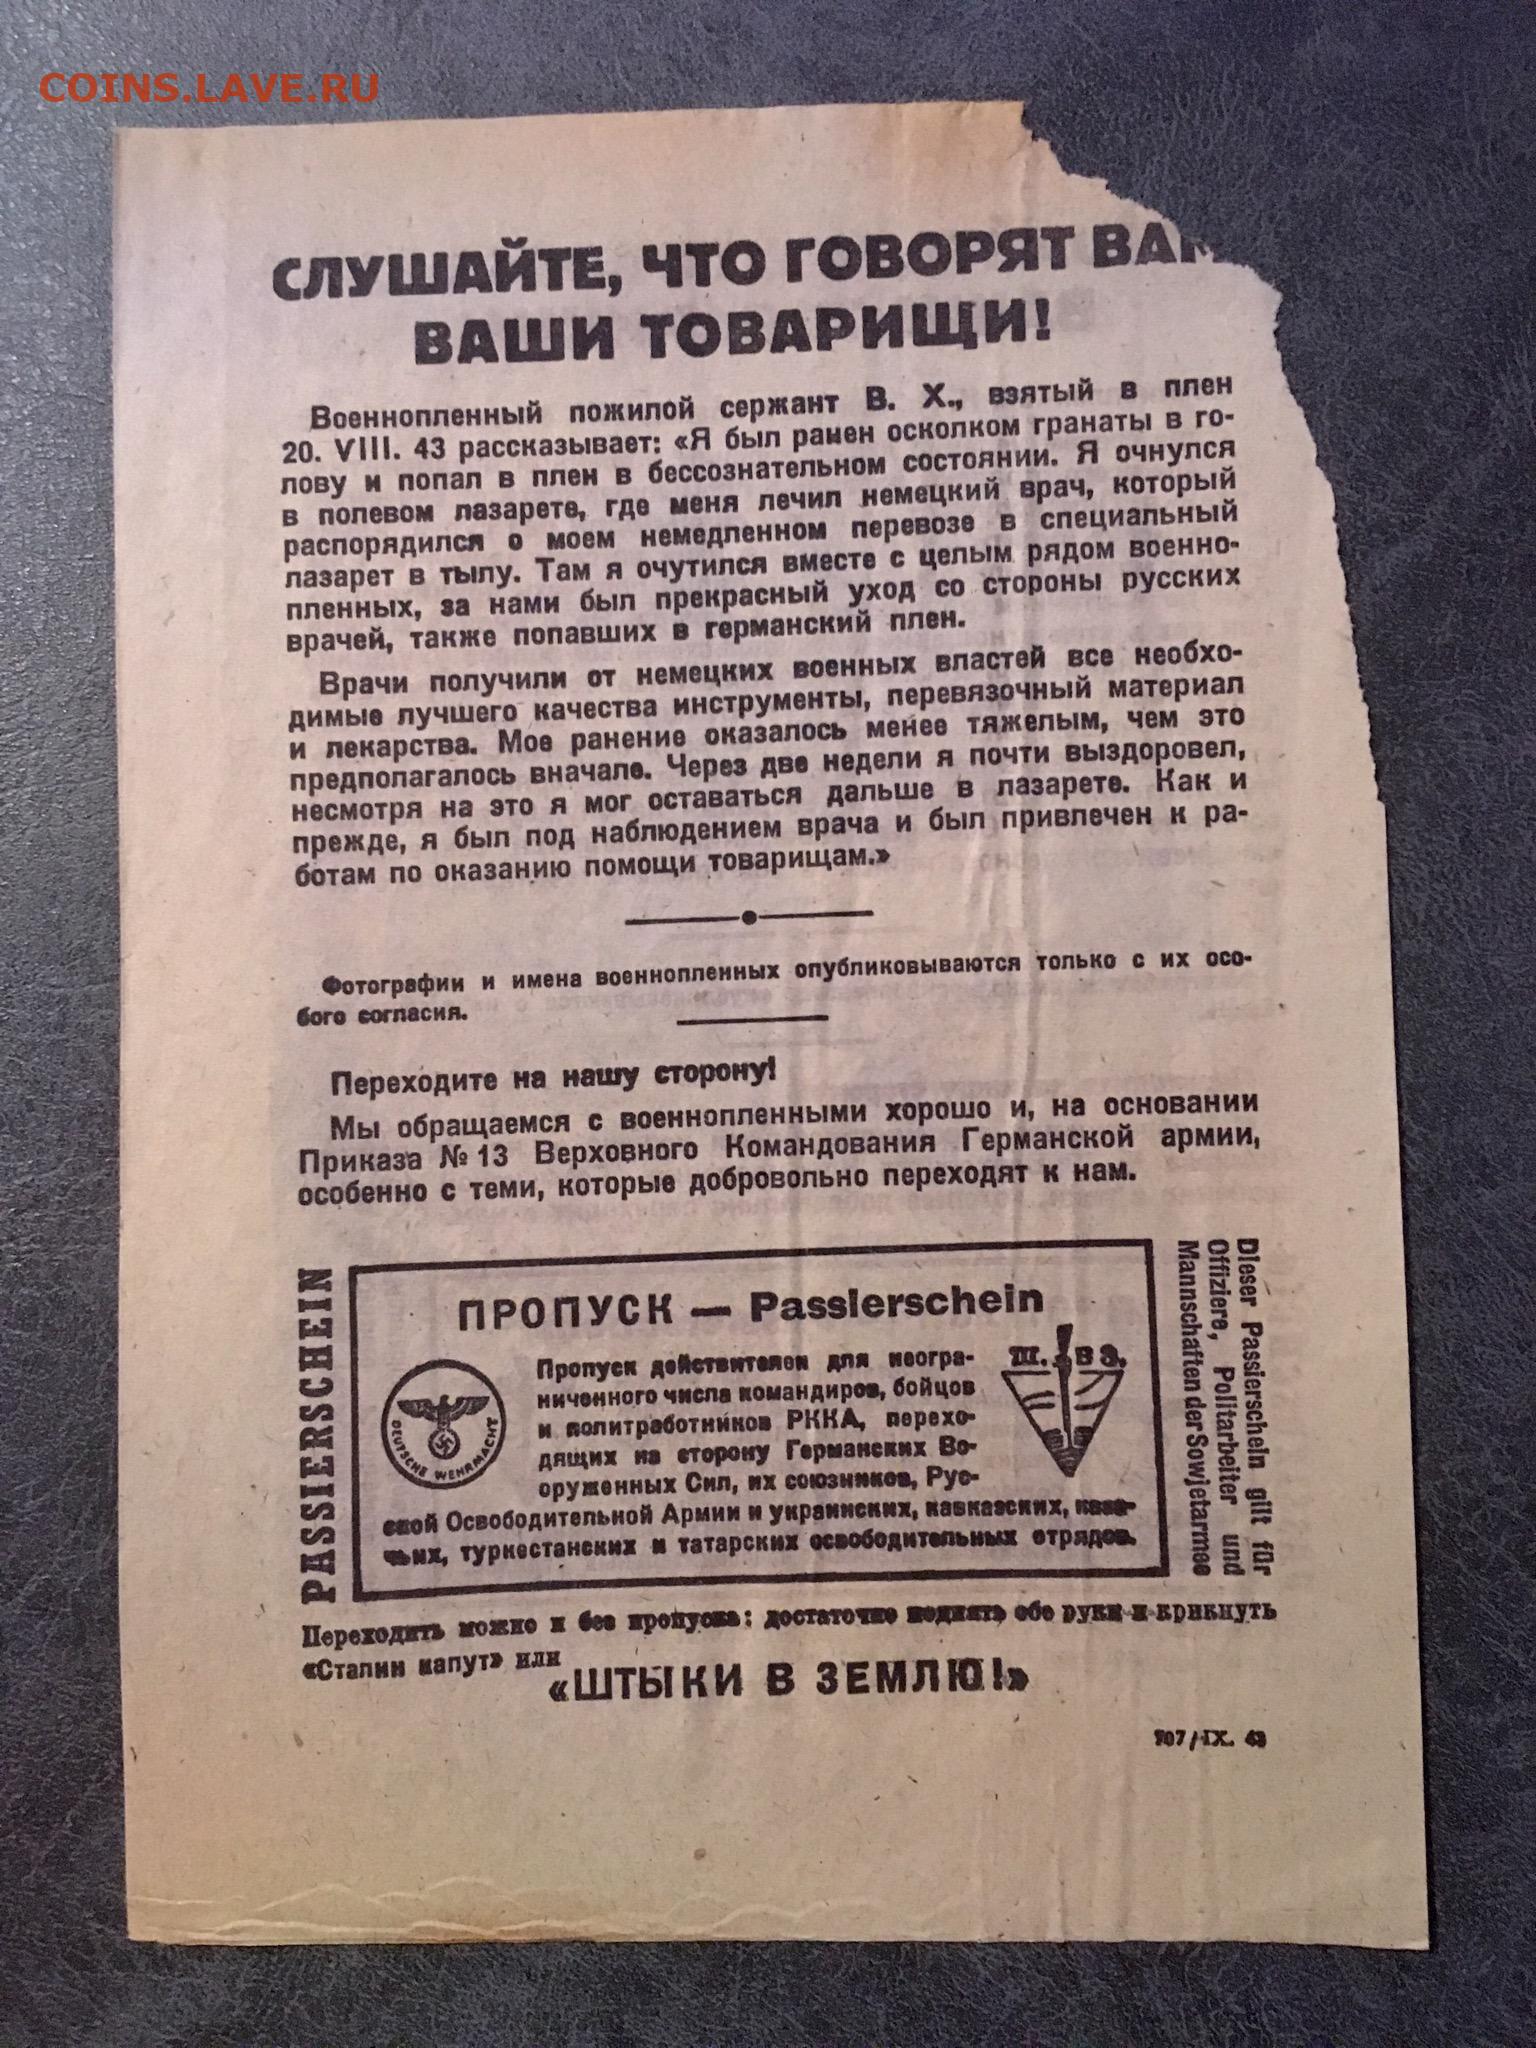 COINS.LAVE.RU
СЛУШАЙТЕ, ЧТО ГОВОРЯТ
ВАШИ ТОВАРИЩИ!
Военнопленный пожилой сержант В. Х., взятый в плен
20. VIII. 43 рассказывает: «Я был ранен осколком гранаты в го-
лову и попал в плен в бессознательном состоянии. Я очнулся
в полевом лазарете, где меня лечил немецкий врач, который
распорядился о моем немедленном перевозе в специальный
лазарет в тылу. Там я очутился вместе с целым рядом военно-
пленных, за нами был прекрасный уход со стороны русских
врачей, также попавших в германский плен.
Врачи получили от немецких военных властей все необхо-
димые лучшего качества инструменты, перевязочный материал
и лекарства. Мое ранение оказалось менее тяжелым, чем это
предполагалось вначале. Через две недели я почти выздоровел,
несмотря на это я мог оставаться дальше в лазарете. Как и
прежде, я был под наблюдением врача и был привлечен к ра-
ботам по оказанию помощи товарищам.»
Фотографии и имена военнопленных опубликовываются только с их осо-
бого согласия.
Переходите на нашу сторону!
Мы обращаемся с военнопленными хорошо и, на основании
Приказа № 13 Верховного Командования Германской армии,
особенно с теми, которые добровольно переходят к нам.
PASSIERSCHEIN
ПРОПУСК — Passierschein
Пропуск действителен для неогра-
ниченного числа командиров, бойцов
и политработников РККА, перехо-
дящих на сторону Германских Во-
оруженных Сил, их союзников, Рус-
ской Освободительной Армии и украинских, кавказских, каза-
чьих, туркестанских и татарских освободительных отрядов.
DEUTSCHE WEHRMACHT
Ш. В З.
Dieser Passierschein gilt für
Offiziere, Politarbeiter und
Mannschaften der Sowjetarmee
Переходить можно и без пропуска: достаточно поднять обе руки и крикнуть
«Сталин капут» или
«ШТЫКИ В ЗЕМЛЮ!»
707/IX. 43